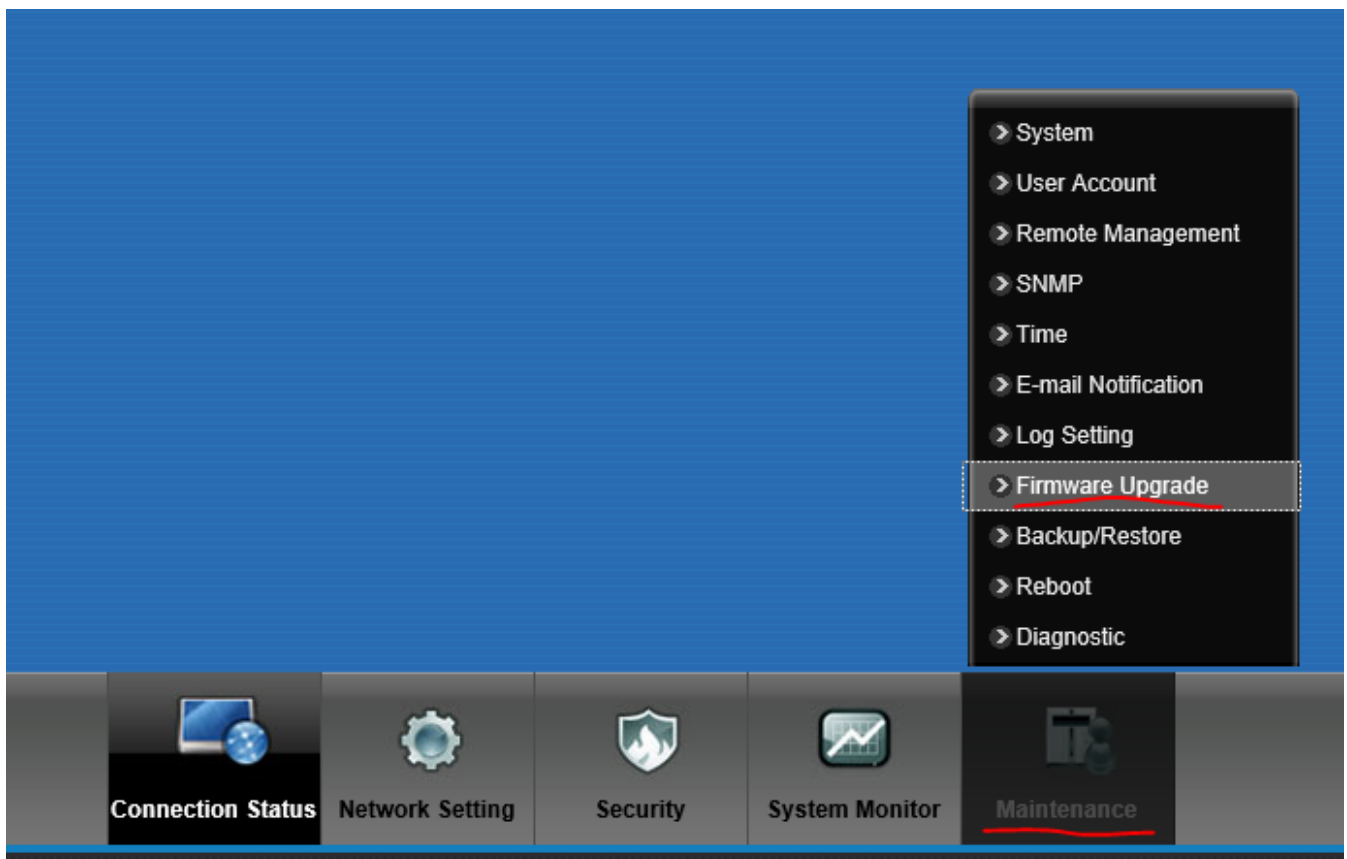 System
User Account
Remote Management
SNMP
Time
E-mail Notification
Log Setting
Firmware Upgrade
Backup/Restore
Reboot
Diagnostic
Connection Status
Network Setting
Security
System Monitor
Maintenance